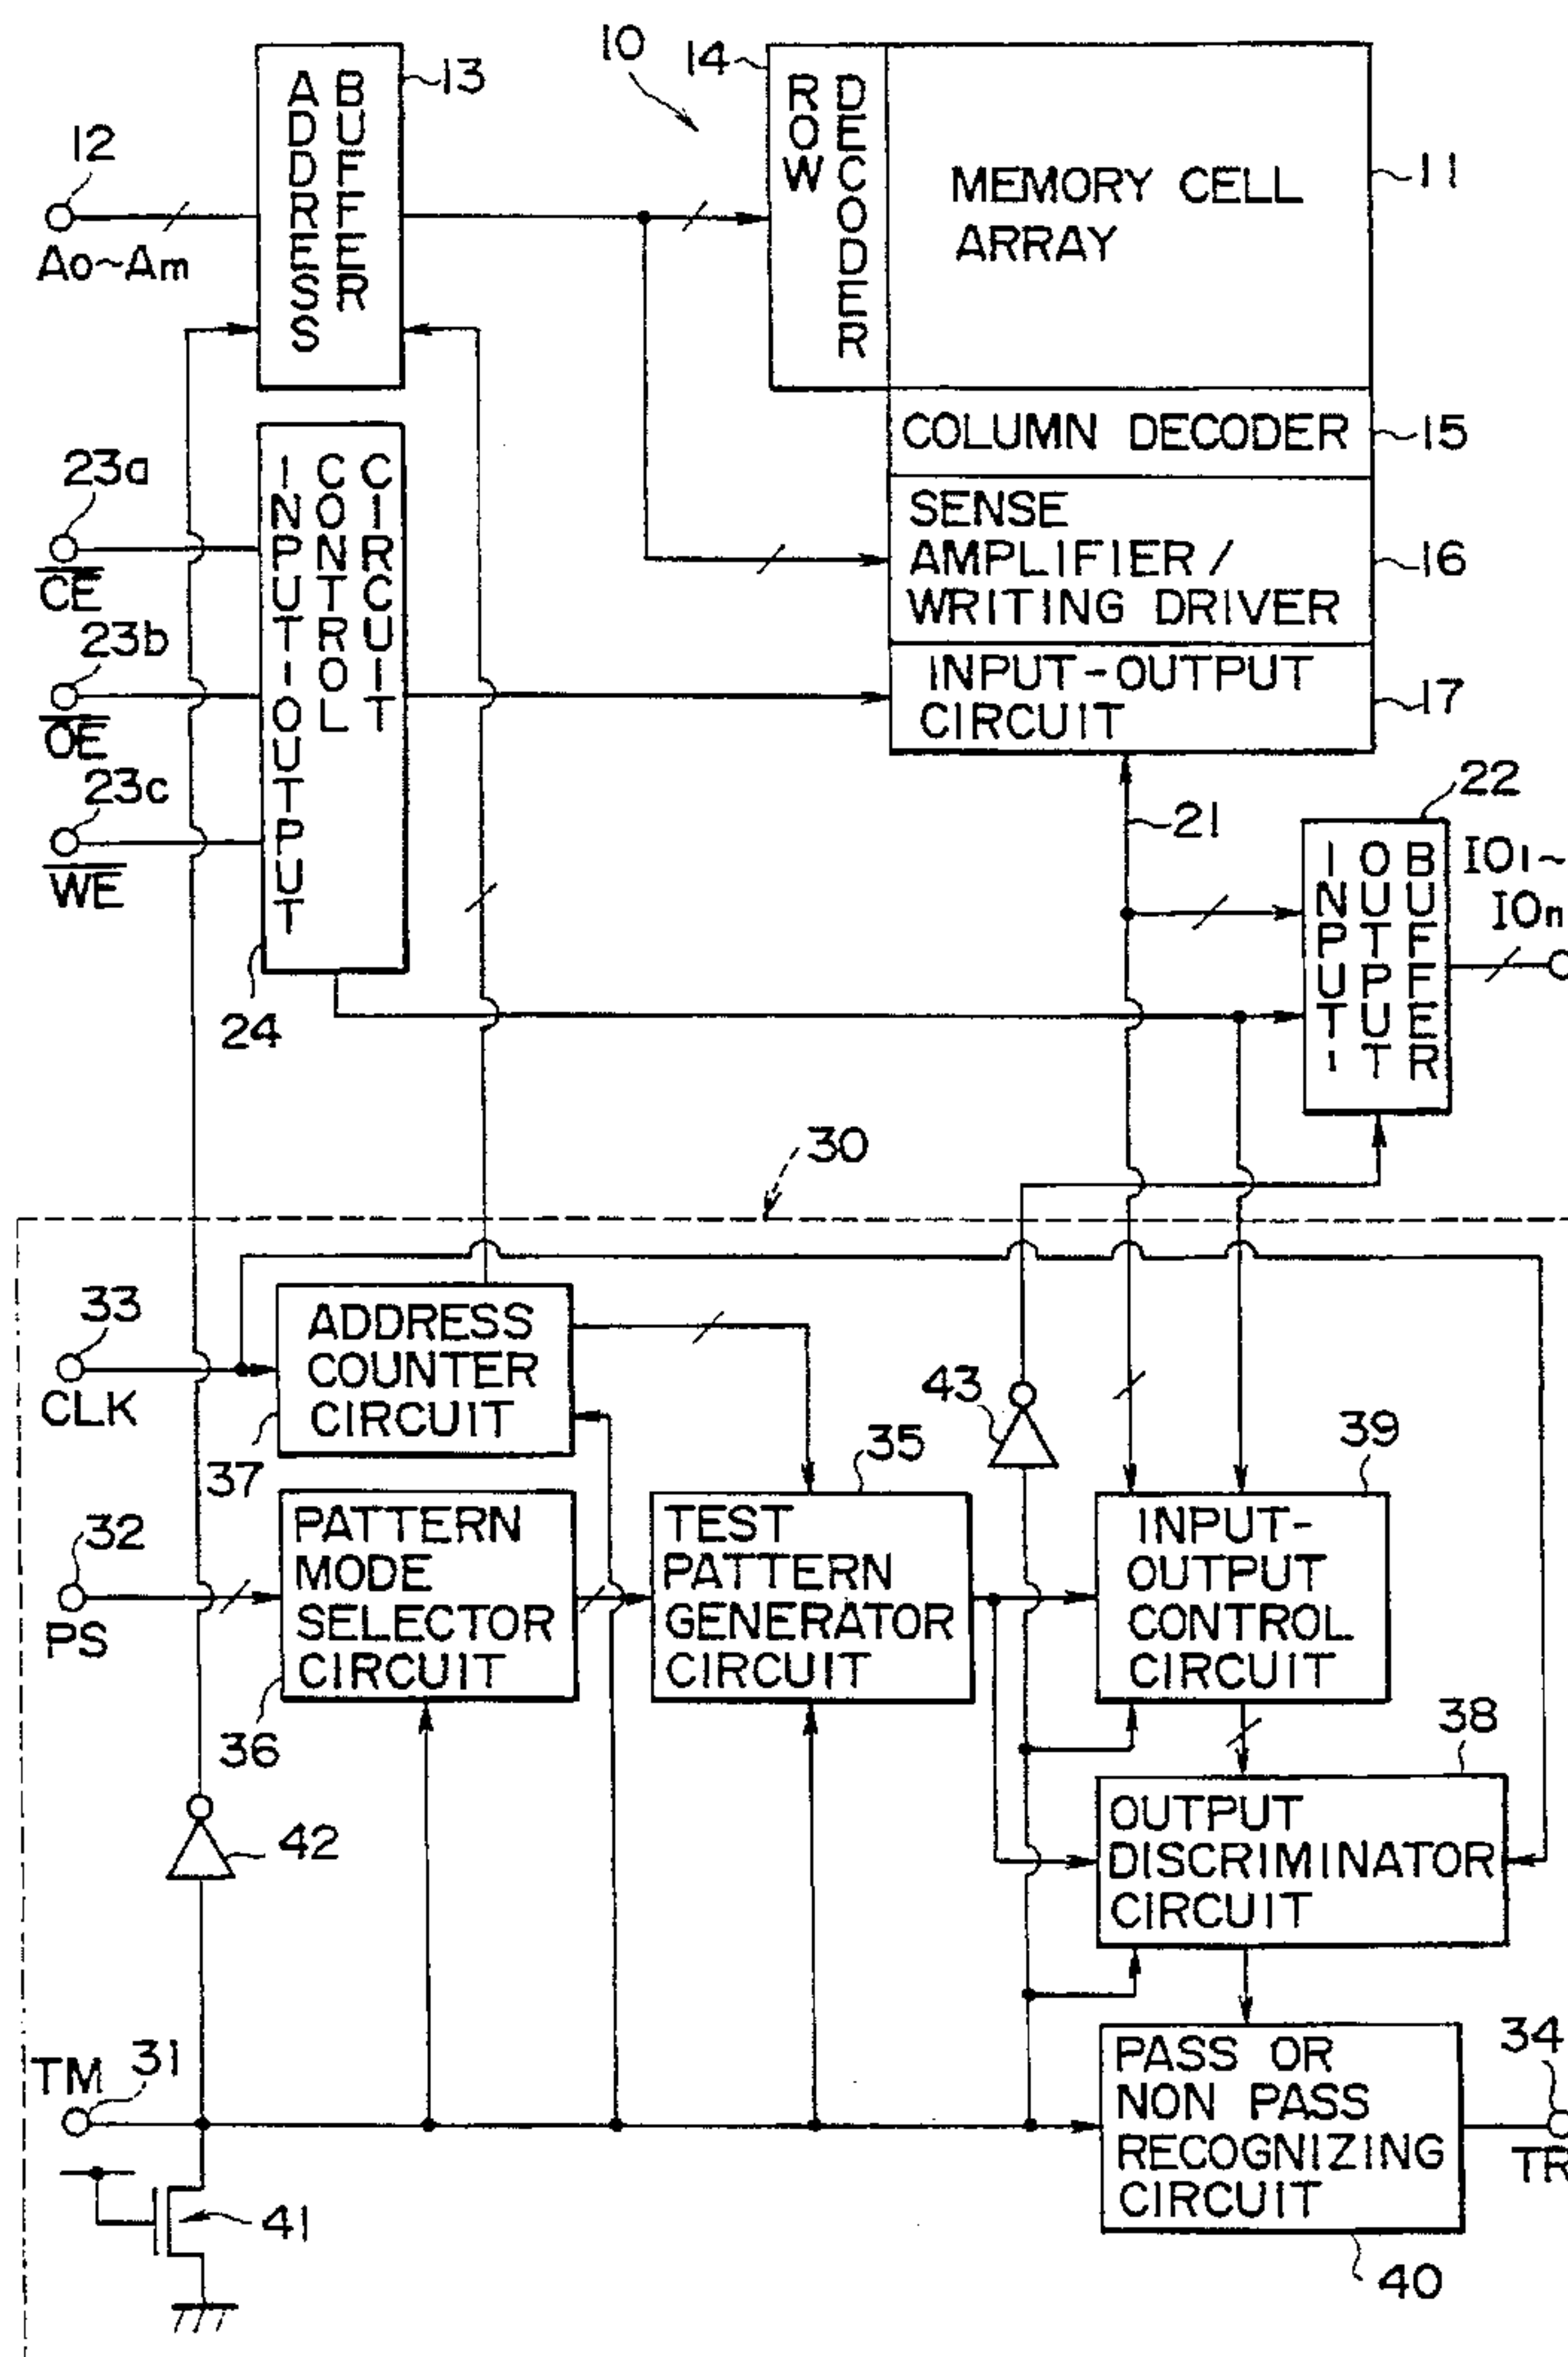 10
14
13
ADDRESS
BUFFER
ROW
DECODER
12
MEMORY CELL
ARRAY
11
A0~Am
COLUMN DECODER
15
23a
CE
INPUT/OUTPUT
CONTROL
CIRCUIT
SENSE
AMPLIFIER/
WRITING DRIVER
16
23b
OE
INPUT-OUTPUT
CIRCUIT
17
23c
WE
22
21
INPUT-
OUTPUT
BUFFER
IO1~
IOn
24
30
33
CLK
ADDRESS
COUNTER
CIRCUIT
37
43
35
39
32
PS
PATTERN
MODE
SELECTOR
CIRCUIT
36
TEST
PATTERN
GENERATOR
CIRCUIT
INPUT-
OUTPUT
CONTROL
CIRCUIT
38
42
OUTPUT
DISCRIMINATOR
CIRCUIT
TM
31
PASS OR
NON PASS
RECOGNIZING
CIRCUIT
34
TR
41
40